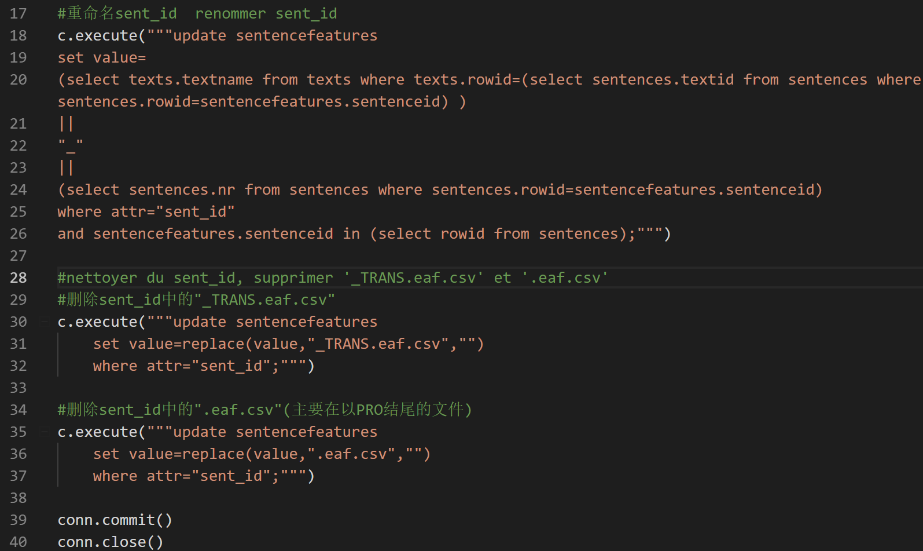 17 #重命名sent_id  renommer sent_id
18 c.execute("""update sentencefeatures
19 set value=
20 (select texts.textname from texts where texts.rowid=(select sentences.textid from sentences where
sentences.rowid=sentencefeatures.sentenceid) )
21 ||
22 "_"
23 ||
24 (select sentences.nr from sentences where sentences.rowid=sentencefeatures.sentenceid)
25 where attr="sent_id"
26 and sentencefeatures.sentenceid in (select rowid from sentences);""")
27
28 #nettoyer du sent_id, supprimer '_TRANS.eaf.csv' et '.eaf.csv'
29 #删除sent_id中的"_TRANS.eaf.csv"
30 c.execute("""update sentencefeatures
31     set value=replace(value,"_TRANS.eaf.csv","")
32     where attr="sent_id";""")
33
34 #删除sent_id中的".eaf.csv"(主要在以PRO结尾的文件)
35 c.execute("""update sentencefeatures
36     set value=replace(value,".eaf.csv","")
37     where attr="sent_id";""")
38
39 conn.commit()
40 conn.close()